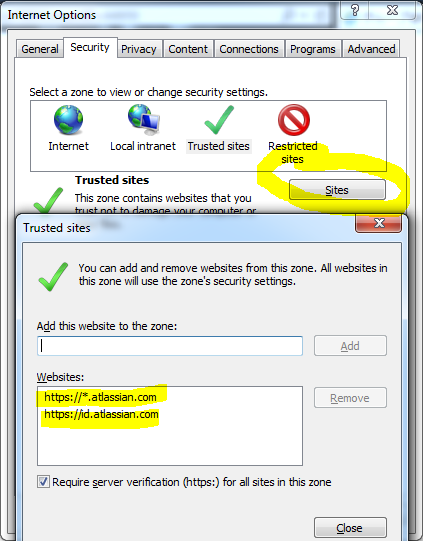 Internet Options
?
General Security Privacy Content Connections Programs Advanced
Select a zone to view or change security settings.
Internet Local intranet Trusted sites Restricted
sites
Trusted sites
Sites
This zone contains websites that you
trust not to damage your computer or
Trusted sites
You can add and remove websites from this zone. All websites in
this zone will use the zone's security settings.
Add this website to the zone:
Add
Websites:
https://*.atlassian.com
Remove
https://id.atlassian.com
Require server verification (https:) for all sites in this zone
Close